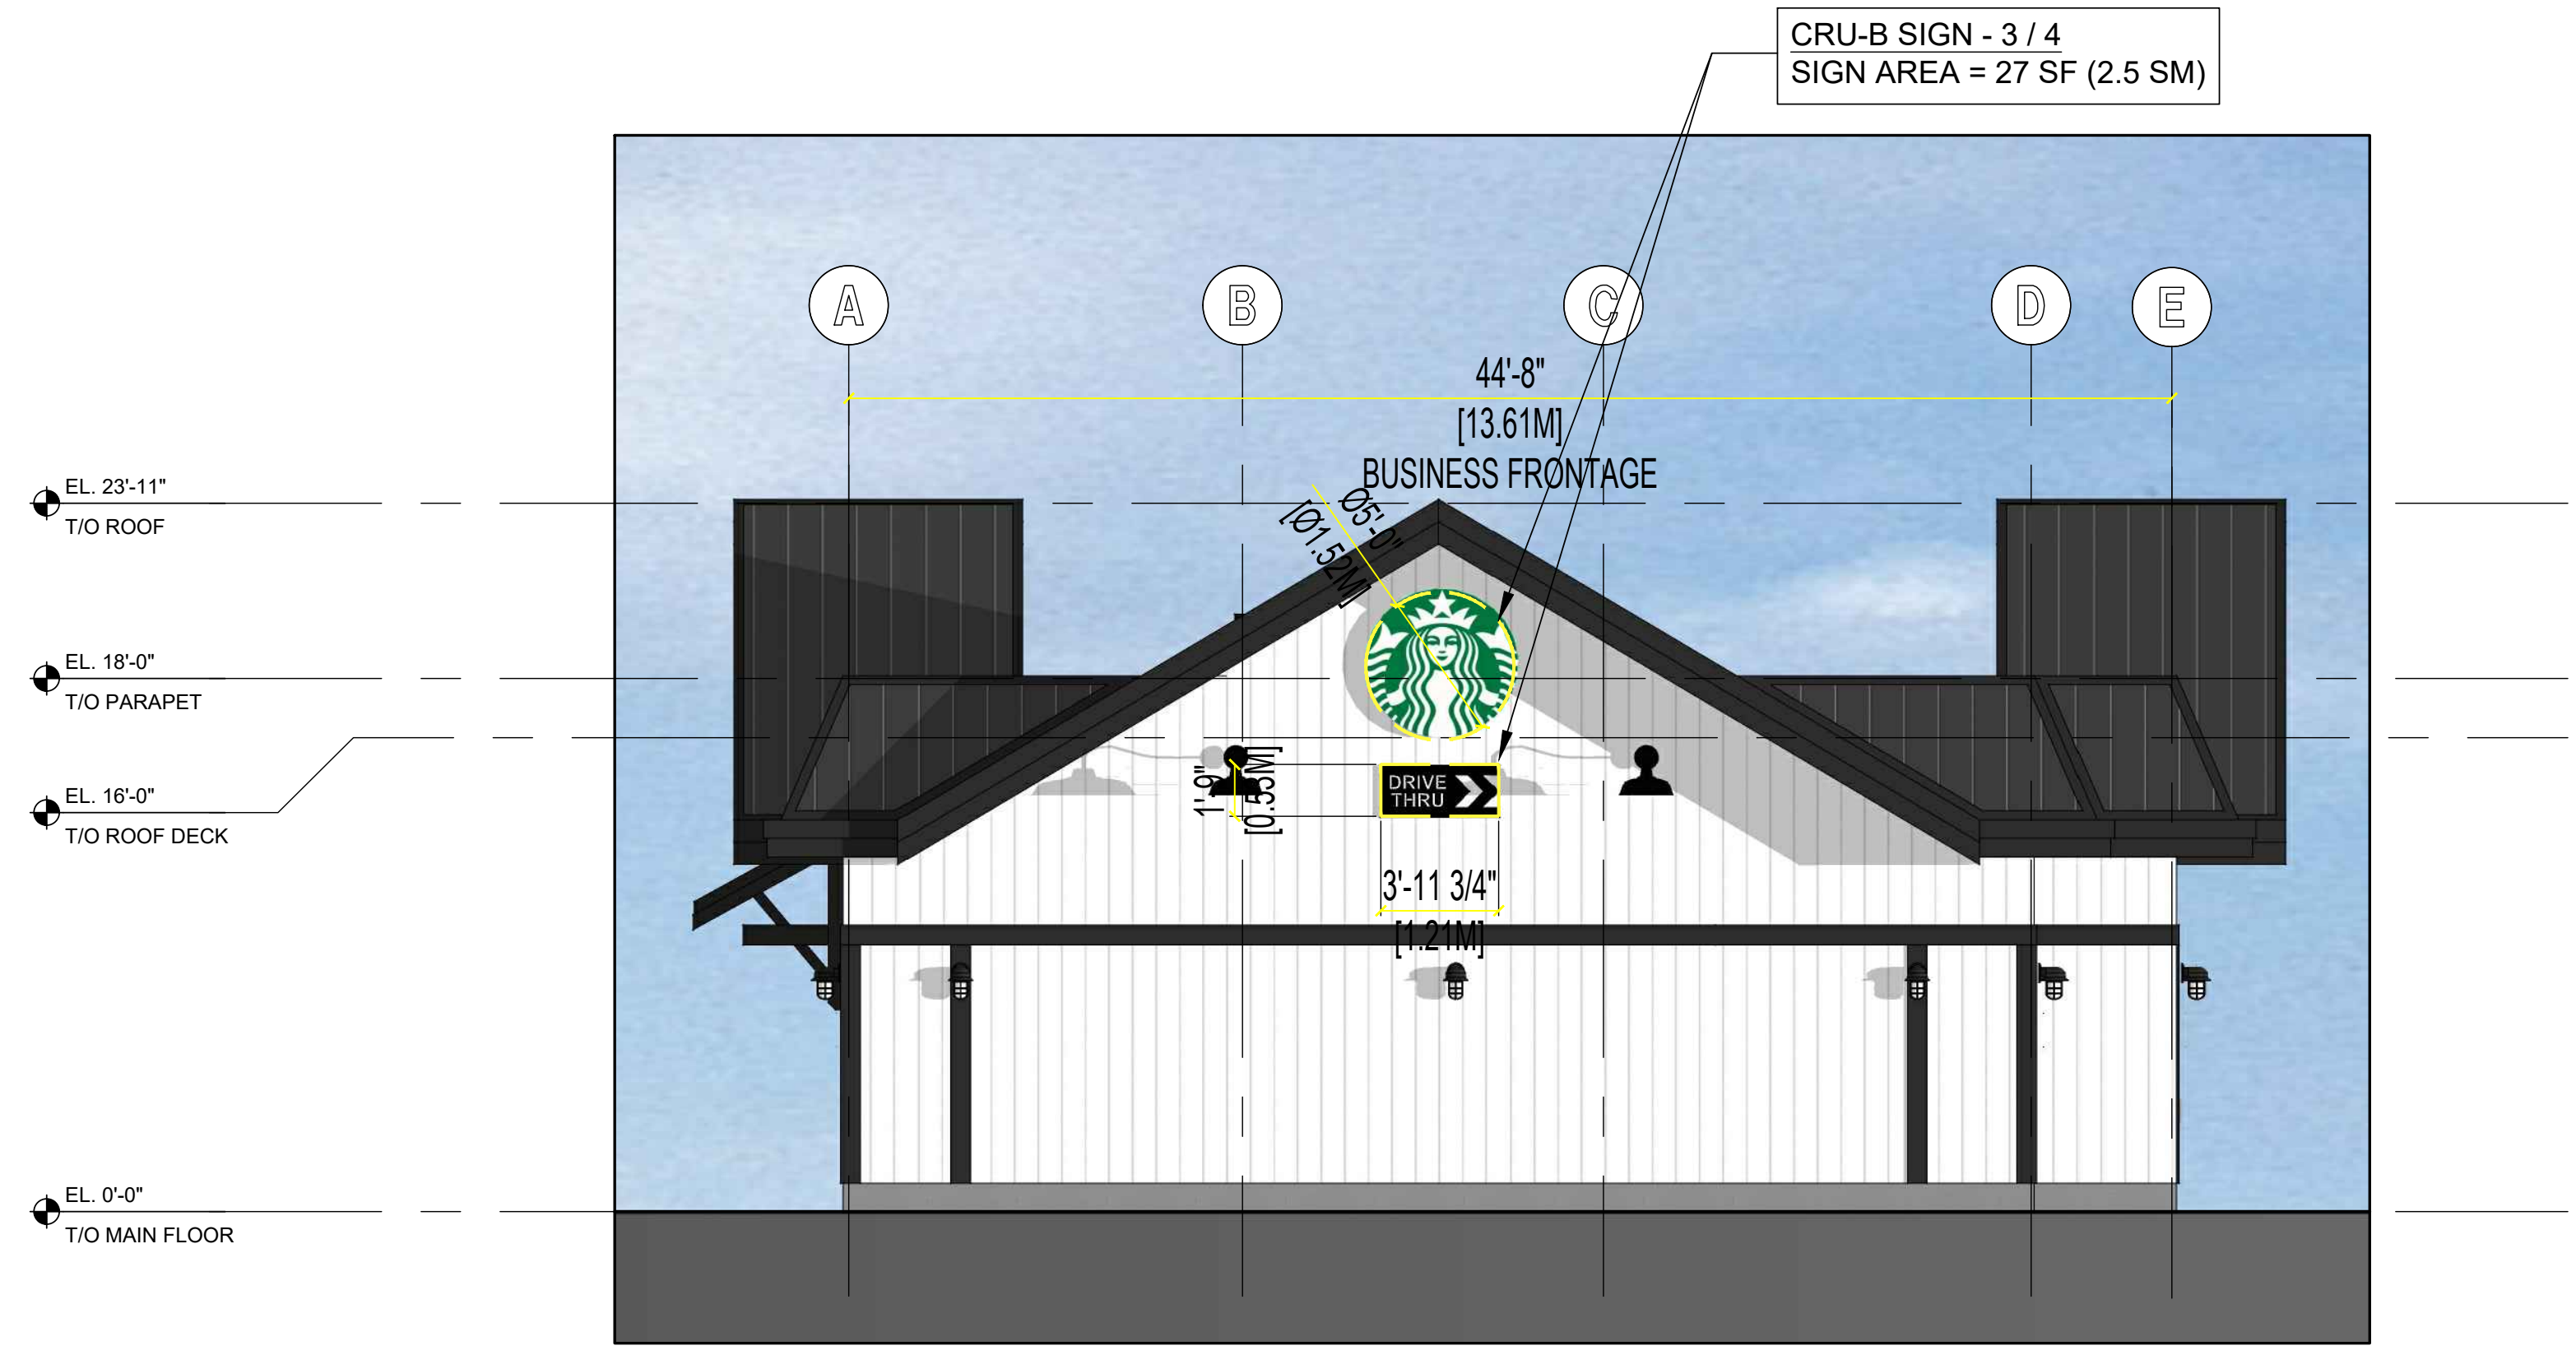 CRU-B SIGN - 3 / 4
SIGN AREA = 27 SF (2.5 SM)
A
B
C
D
E
44'-8"
[13.61M]
BUSINESS FRONTAGE
EL. 23'-11"
T/O ROOF
Ø5'-0"
[Ø1.52M]
EL. 18'-0"
T/O PARAPET
EL. 16'-0"
T/O ROOF DECK
1'-9"
[0.53M]
DRIVE
THRU
3'-11 3/4"
[1.21M]
EL. 0'-0"
T/O MAIN FLOOR